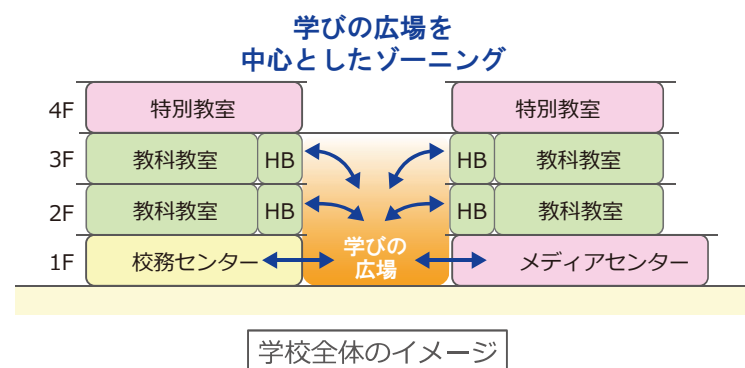 学びの広場を
中心としたゾーニング
4F 特別教室 特別教室
3F 教科教室 HB HB 教科教室
2F 教科教室 HB HB 教科教室
1F 校務センター 学びの メディアセンター
広場
学校全体のイメージ